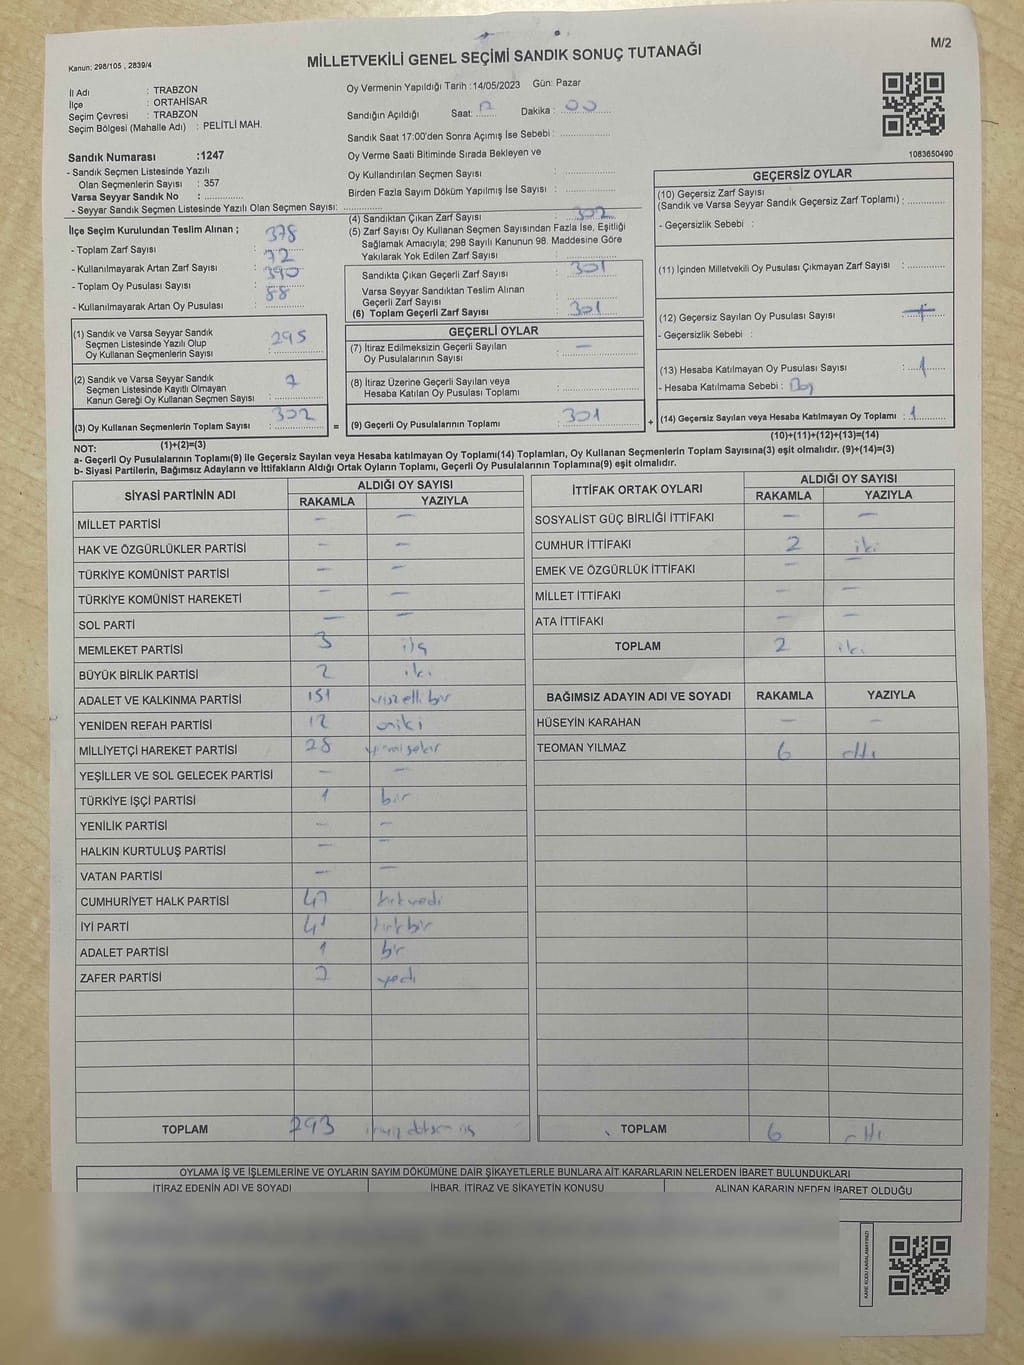 M/2
MİLLETVEKİLİ GENEL SEÇİMİ SANDIK SONUÇ TUTANAĞI
Kanun: 298/105 , 2839/4
İl Adı : TRABZON
İlçe : ORTAHİSAR
Seçim Çevresi : TRABZON
Seçim Bölgesi (Mahalle Adı) : PELİTLİ MAH.
Oy Vermenin Yapıldığı Tarih :14/05/2023 Gün: Pazar
Sandığın Açıldığı Saat: Dakika : 00
Sandık Saat 17:00'den Sonra Açımış İse Sebebi :
Oy Verme Saati Bitiminde Sırada Bekleyen ve
Oy Kullandırılan Seçmen Sayısı :
Birden Fazla Sayım Döküm Yapılmış İse Sayısı :
1083650490
Sandık Numarası :1247
- Sandık Seçmen Listesinde Yazılı
Olan Seçmenlerin Sayısı : 357
Varsa Seyyar Sandık No :
- Seyyar Sandık Seçmen Listesinde Yazılı Olan Seçmen Sayısı:
İlçe Seçim Kurulundan Teslim Alınan ;
- Toplam Zarf Sayısı : 378
- Kullanılmayarak Artan Zarf Sayısı : 72
- Toplam Oy Pusulası Sayısı : 390
- Kullanılmayarak Artan Oy Pusulası : 88
(1) Sandık ve Varsa Seyyar Sandık
Seçmen Listesinde Yazılı Olup
Oy Kullanan Seçmenlerin Sayısı : 295
(2) Sandık ve Varsa Seyyar Sandık
Seçmen Listesinde Kayıtlı Olmayan
Kanun Gereği Oy Kullanan Seçmen Sayısı : 7
(3) Oy Kullanan Seçmenlerin Toplam Sayısı : 302
(1)+(2)=(3)
(4) Sandıktan Çıkan Zarf Sayısı : 302
(5) Zarf Sayısı Oy Kullanan Seçmen Sayısından Fazla İse, Eşitliği
Sağlamak Amacıyla; 298 Sayılı Kanunun 98. Maddesine Göre
Yakılarak Yok Edilen Zarf Sayısı :
Sandıkta Çıkan Geçerli Zarf Sayısı : 301
Varsa Seyyar Sandıktan Teslim Alınan
Geçerli Zarf Sayısı :
(6) Toplam Geçerli Zarf Sayısı : 301
GEÇERLİ OYLAR
(7) İtiraz Edilmeksizin Geçerli Sayılan
Oy Pusulalarının Sayısı : —
(8) İtiraz Üzerine Geçerli Sayılan veya
Hesaba Katılan Oy Pusulası Toplamı :
= (9) Geçerli Oy Pusulalarının Toplamı : 301 +
GEÇERSİZ OYLAR
(10) Geçersiz Zarf Sayısı
(Sandık ve Varsa Seyyar Sandık Geçersiz Zarf Toplamı) :
- Geçersizlik Sebebi :
(11) İçinden Milletvekili Oy Pusulası Çıkmayan Zarf Sayısı :
(12) Geçersiz Sayılan Oy Pusulası Sayısı :
- Geçersizlik Sebebi :
(13) Hesaba Katılmayan Oy Pusulası Sayısı : 1
- Hesaba Katılmama Sebebi : Boş
(14) Geçersiz Sayılan veya Hesaba Katılmayan Oy Toplamı : 1
(10)+(11)+(12)+(13)=(14)
NOT:
a- Geçerli Oy Pusulalarının Toplamı(9) ile Geçersiz Sayılan veya Hesaba katılmayan Oy Toplamı(14) Toplamları, Oy Kullanan Seçmenlerin Toplam Sayısına(3) eşit olmalıdır. (9)+(14)=(3)
b- Siyasi Partilerin, Bağımsız Adayların ve İttifakların Aldığı Ortak Oyların Toplamı, Geçerli Oy Pusulalarının Toplamına(9) eşit olmalıdır.
SİYASİ PARTİNİN ADI ALDIĞI OY SAYISI
RAKAMLA YAZIYLA
MİLLET PARTİSİ — —
HAK VE ÖZGÜRLÜKLER PARTİSİ — —
TÜRKİYE KOMÜNİST PARTİSİ — —
TÜRKİYE KOMÜNİST HAREKETİ — —
SOL PARTİ — —
MEMLEKET PARTİSİ 3 üç
BÜYÜK BİRLİK PARTİSİ 2 iki
ADALET VE KALKINMA PARTİSİ 151 yüzellibir
YENİDEN REFAH PARTİSİ 12 oniki
MİLLİYETÇİ HAREKET PARTİSİ 28 yirmisekiz
YEŞİLLER VE SOL GELECEK PARTİSİ — —
TÜRKİYE İŞÇİ PARTİSİ 1 bir
YENİLİK PARTİSİ — —
HALKIN KURTULUŞ PARTİSİ — —
VATAN PARTİSİ — —
CUMHURİYET HALK PARTİSİ 47 kırkyedi
İYİ PARTİ 41 kırkbir
ADALET PARTİSİ 1 bir
ZAFER PARTİSİ 7 yedi
TOPLAM 293 ikiyüzdoksanüç
İTTİFAK ORTAK OYLARI ALDIĞI OY SAYISI
RAKAMLA YAZIYLA
SOSYALİST GÜÇ BİRLİĞİ İTTİFAKI — —
CUMHUR İTTİFAKI 2 iki
EMEK VE ÖZGÜRLÜK İTTİFAKI — —
MİLLET İTTİFAKI — —
ATA İTTİFAKI — —
TOPLAM 2 iki
BAĞIMSIZ ADAYIN ADI VE SOYADI RAKAMLA YAZIYLA
HÜSEYİN KARAHAN — —
TEOMAN YILMAZ 6 altı
TOPLAM 6 altı
OYLAMA İŞ VE İŞLEMLERİNE VE OYLARIN SAYIM DÖKÜMÜNE DAİR ŞİKAYETLERLE BUNLARA AİT KARARLARIN NELERDEN İBARET BULUNDUKLARI
İTİRAZ EDENİN ADI VE SOYADI İHBAR, İTİRAZ VE ŞİKAYETİN KONUSU ALINAN KARARIN NEDEN İBARET OLDUĞU
KARE KODU KARALAMAYINIZ!